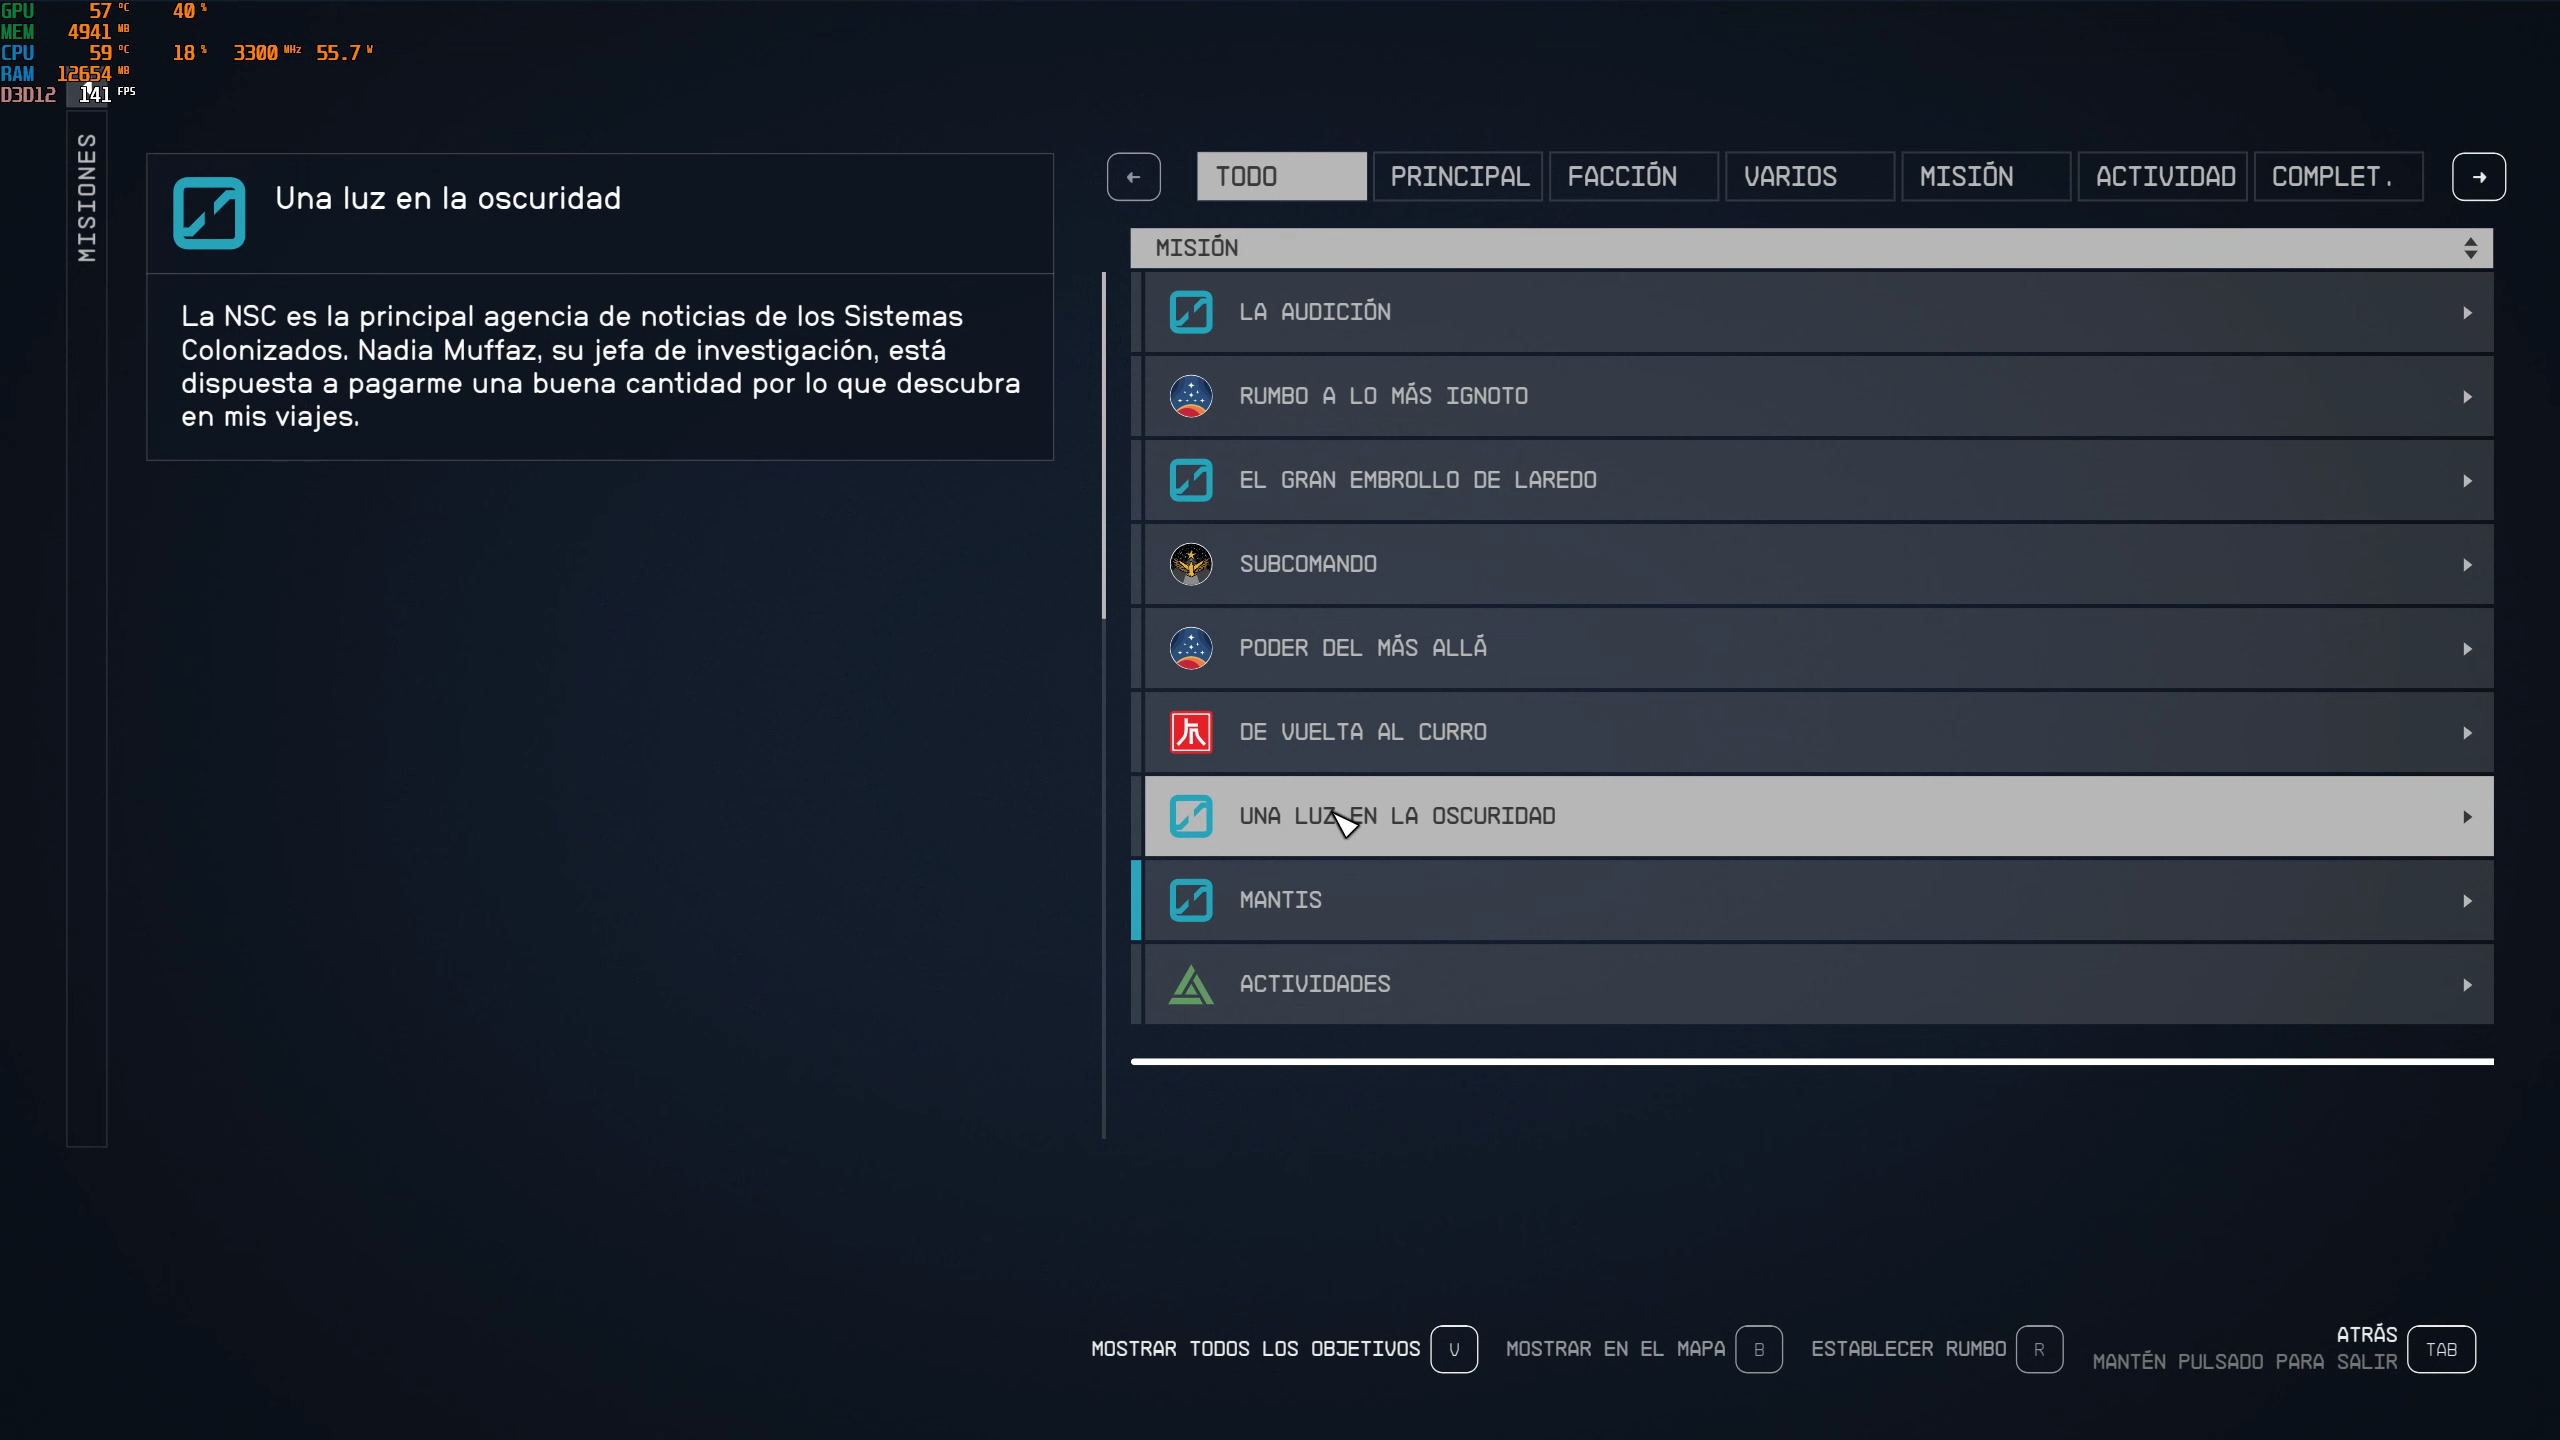 GPU 57 °C 40 %
MEM 4941 MB
CPU 59 °C 18 % 3300 MHz 55.7 W
RAM 12654 MB
D3D12 141 FPS
MISIONES
Una luz en la oscuridad
La NSC es la principal agencia de noticias de los Sistemas
Colonizados. Nadia Muffaz, su jefa de investigación, está
dispuesta a pagarme una buena cantidad por lo que descubra
en mis viajes.
TODO PRINCIPAL FACCIÓN VARIOS MISIÓN ACTIVIDAD COMPLET.
MISIÓN
LA AUDICIÓN
RUMBO A LO MÁS IGNOTO
EL GRAN EMBROLLO DE LAREDO
SUBCOMANDO
PODER DEL MÁS ALLÁ
DE VUELTA AL CURRO
UNA LUZ EN LA OSCURIDAD
MANTIS
ACTIVIDADES
MOSTRAR TODOS LOS OBJETIVOS V MOSTRAR EN EL MAPA B ESTABLECER RUMBO R ATRÁS TAB
MANTÉN PULSADO PARA SALIR